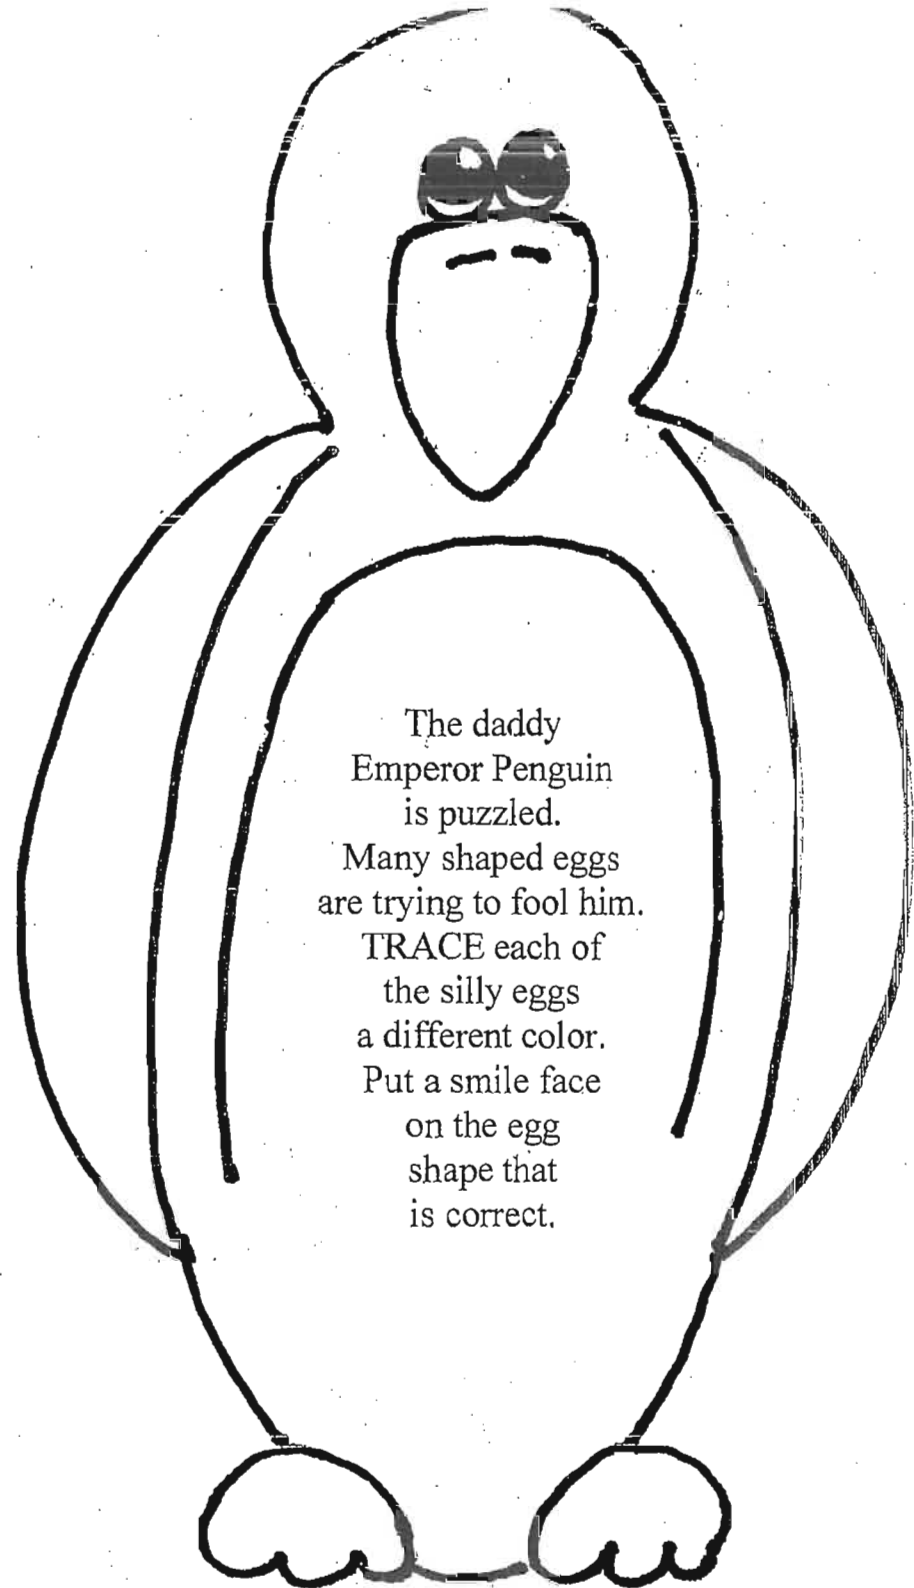 The daddy
Emperor Penguin
is puzzled.
Many shaped eggs
are trying to fool him.
TRACE each of
the silly eggs
a different color.
Put a smile face
on the egg
shape that
is correct.